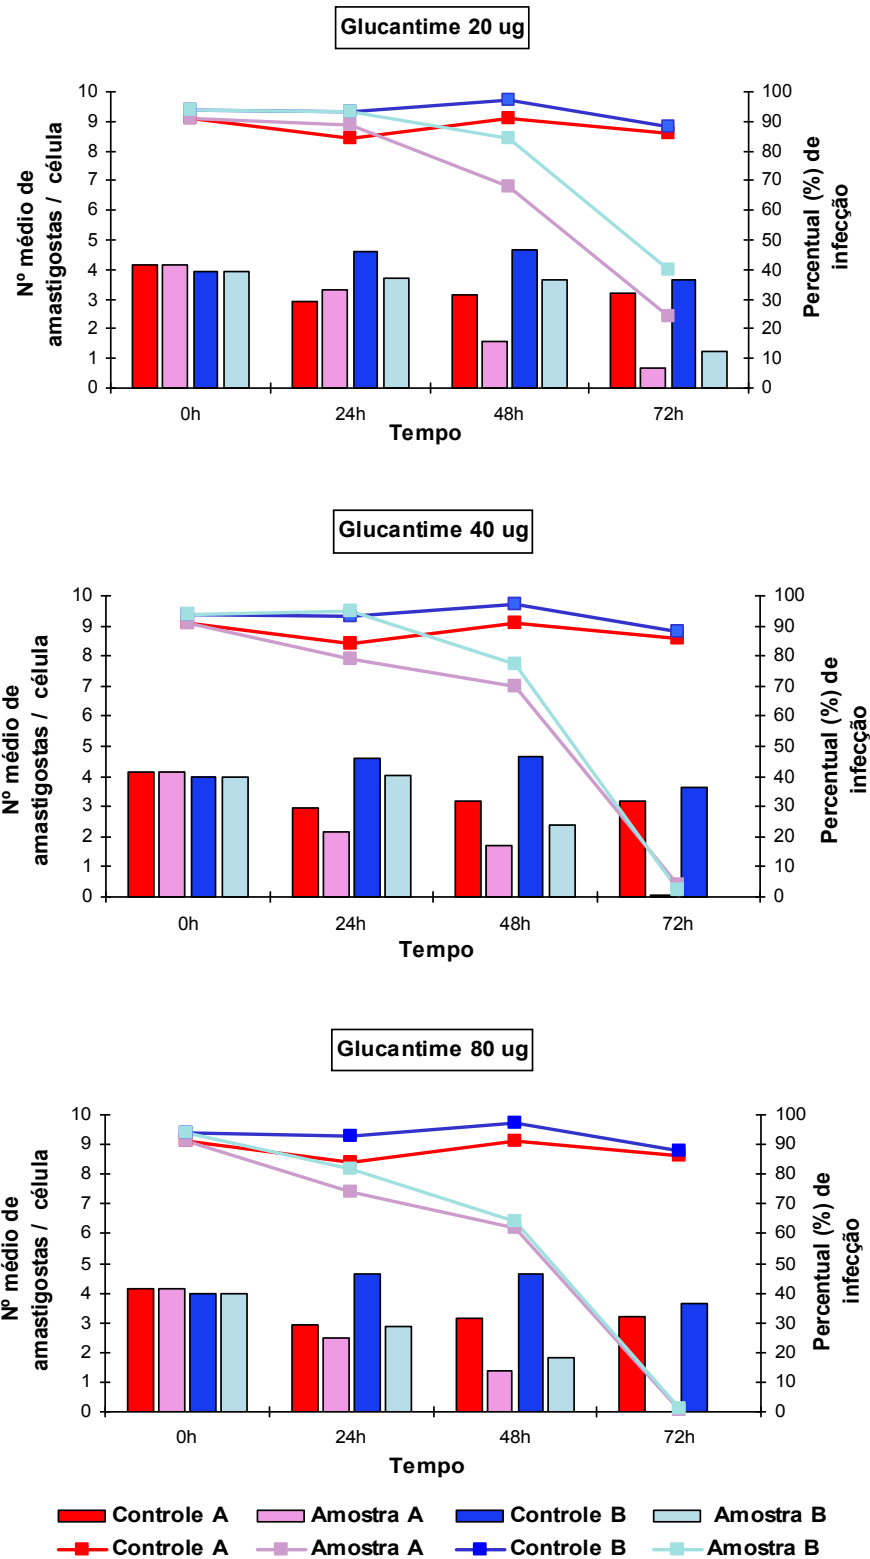 Glucantime 20 ug
Nº médio de
amastigostas / célula
10
9
8
7
6
5
4
3
2
1
0
100
90
80
70
60
50
40
30
20
10
0
Percentual (%) de
infecção
0h 24h 48h 72h
Tempo
Glucantime 40 ug
Nº médio de
amastigostas / célula
10
9
8
7
6
5
4
3
2
1
0
100
90
80
70
60
50
40
30
20
10
0
Percentual (%) de
infecção
0h 24h 48h 72h
Tempo
Glucantime 80 ug
Nº médio de
amastigostas / célula
10
9
8
7
6
5
4
3
2
1
0
100
90
80
70
60
50
40
30
20
10
0
Percentual (%) de
infecção
0h 24h 48h 72h
Tempo
Controle A Amostra A Controle B Amostra B
Controle A Amostra A Controle B Amostra B